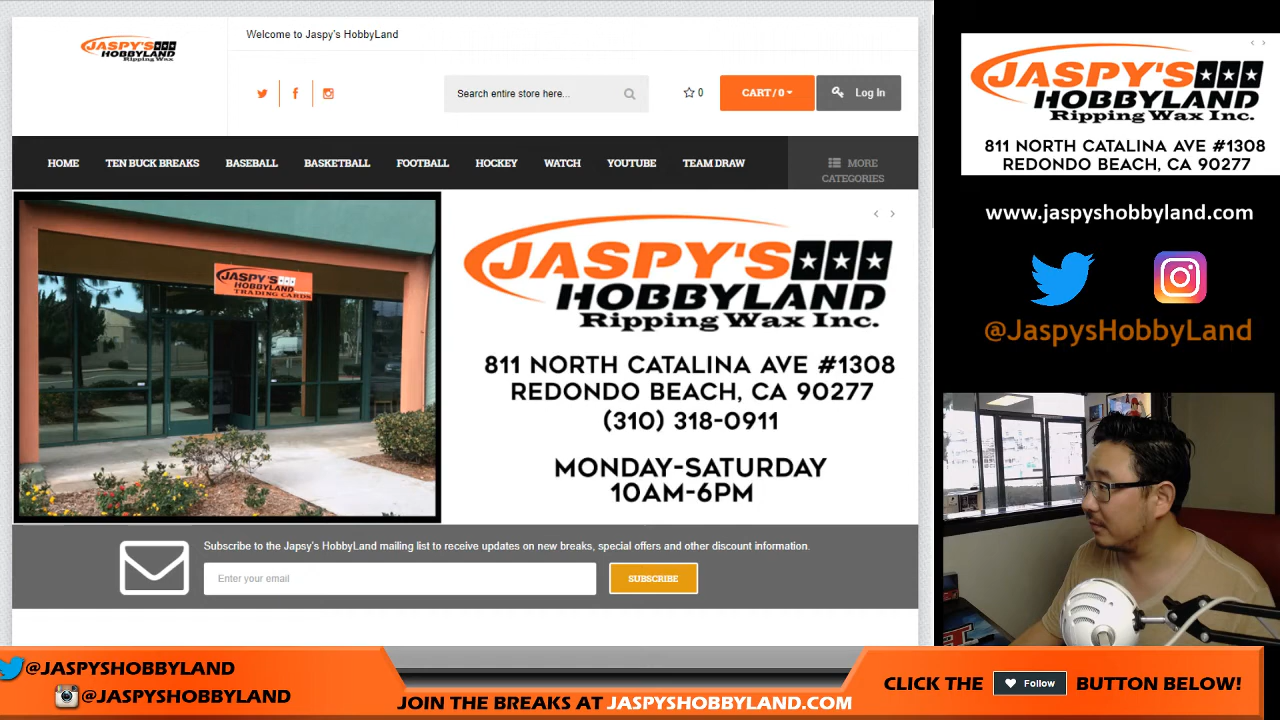 JASPY'S
HOBBYLAND
Ripping Wax
Welcome to Jaspy's HobbyLand
Search entire store here...
0
CART / 0
Log In
HOME
TEN BUCK BREAKS
BASEBALL
BASKETBALL
FOOTBALL
HOCKEY
WATCH
YOUTUBE
TEAM DRAW
MORE
CATEGORIES
JASPY'S
HOBBYLAND
TRADING CARDS
JASPY'S
HOBBYLAND
Ripping Wax Inc.
811 NORTH CATALINA AVE #1308
REDONDO BEACH, CA 90277
(310) 318-0911
MONDAY-SATURDAY
10AM-6PM
Subscribe to the Japsy's HobbyLand mailing list to receive updates on new breaks, special offers and other discount information.
Enter your email
SUBSCRIBE
JASPY'S
HOBBYLAND
Ripping Wax Inc.
811 NORTH CATALINA AVE #1308
REDONDO BEACH, CA 90277
www.jaspyshobbyland.com
@JaspysHobbyLand
@JASPYSHOBBYLAND
@JASPYSHOBBYLAND
JOIN THE BREAKS AT JASPYSHOBBYLAND.COM
CLICK THE Follow BUTTON BELOW!